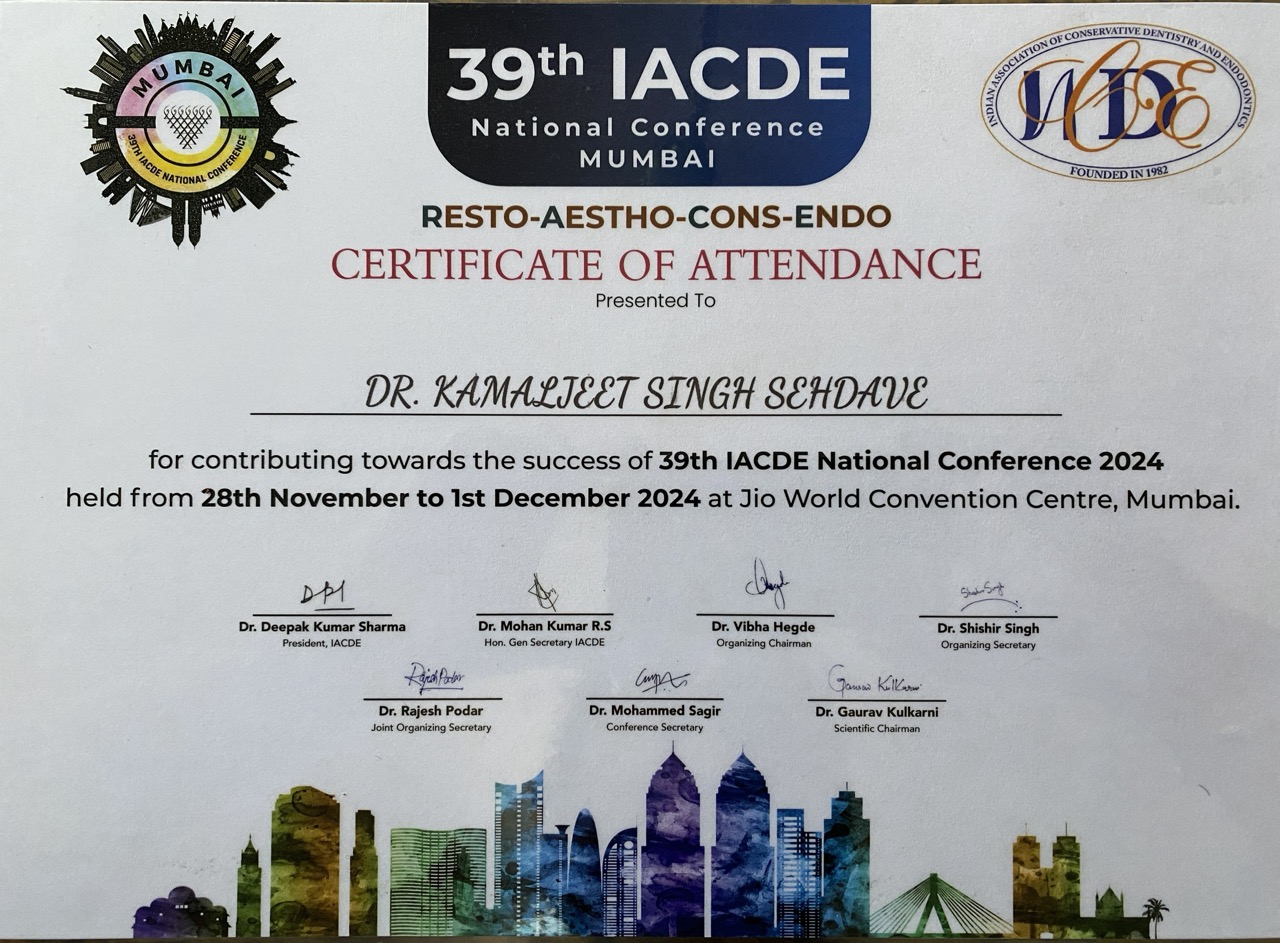 MUMBAI
39TH IACDE NATIONAL CONFERENCE
39th IACDE
National Conference
MUMBAI
INDIAN ASSOCIATION OF CONSERVATIVE DENTISTRY AND ENDODONTICS
IACDE
FOUNDED IN 1982
RESTO-AESTHO-CONS-ENDO
CERTIFICATE OF ATTENDANCE
Presented To
DR. KAMALJEET SINGH SEHDAVE
for contributing towards the success of 39th IACDE National Conference 2024
held from 28th November to 1st December 2024 at Jio World Convention Centre, Mumbai.
Dr. Deepak Kumar Sharma
President, IACDE
Dr. Mohan Kumar R.S
Hon. Gen Secretary IACDE
Dr. Vibha Hegde
Organizing Chairman
Shishir Singh
Dr. Shishir Singh
Organizing Secretary
Rajesh Podar
Dr. Rajesh Podar
Joint Organizing Secretary
Dr. Mohammed Sagir
Conference Secretary
Gaurav Kulkarni
Dr. Gaurav Kulkarni
Scientific Chairman